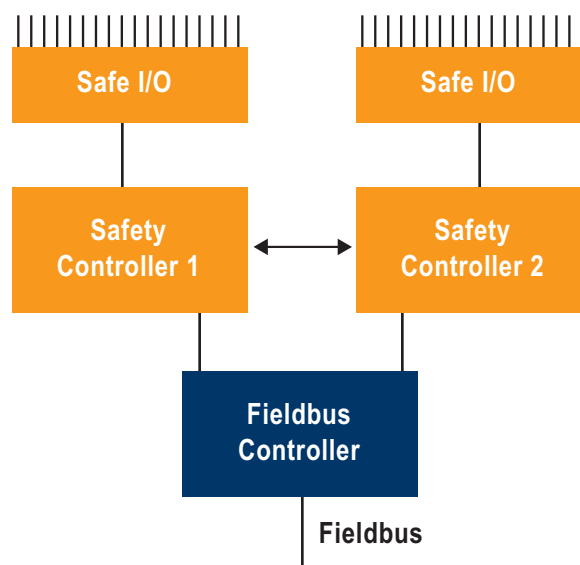 Safe I/O
Safe I/O
Safety
Controller 1
Safety
Controller 2
Fieldbus
Controller
Fieldbus